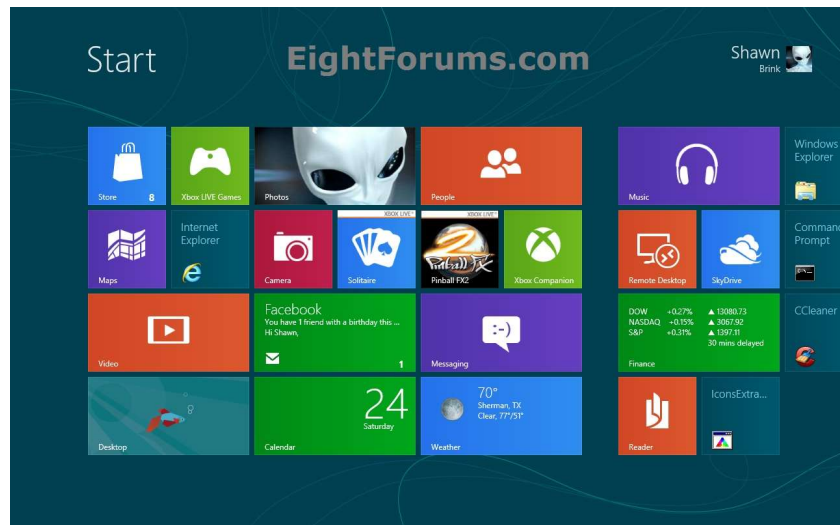 Start
EightForums.com
Shawn
Brink
Store 8
Xbox LIVE Games
Photos
People
Music
Windows
Explorer
Maps
Internet
Explorer
Camera
XBOX LIVE
Solitaire
XBOX LIVE
Pinball FX
2
Pinball FX2
Xbox Companion
Remote Desktop
SkyDrive
Command
Prompt
Video
Facebook
You have 1 friend with a birthday this ...
Hi Shawn,
1
:-)
Messaging
DOW +0.27% ▲ 13080.73
NASDAQ +0.15% ▲ 3067.92
S&P +0.31% ▲ 1397.11
30 mins delayed
Finance
CCleaner
Desktop
24
Saturday
Calendar
70°
Sherman, TX
Clear, 77°/51°
Weather
Reader
IconsExtra...